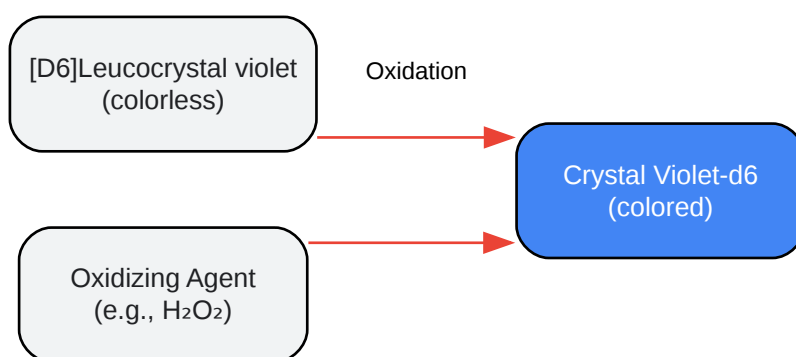 [D6]Leucocrystal violet
(colorless)
Oxidation
Crystal Violet-d6
(colored)
Oxidizing Agent
(e.g., H₂O₂)